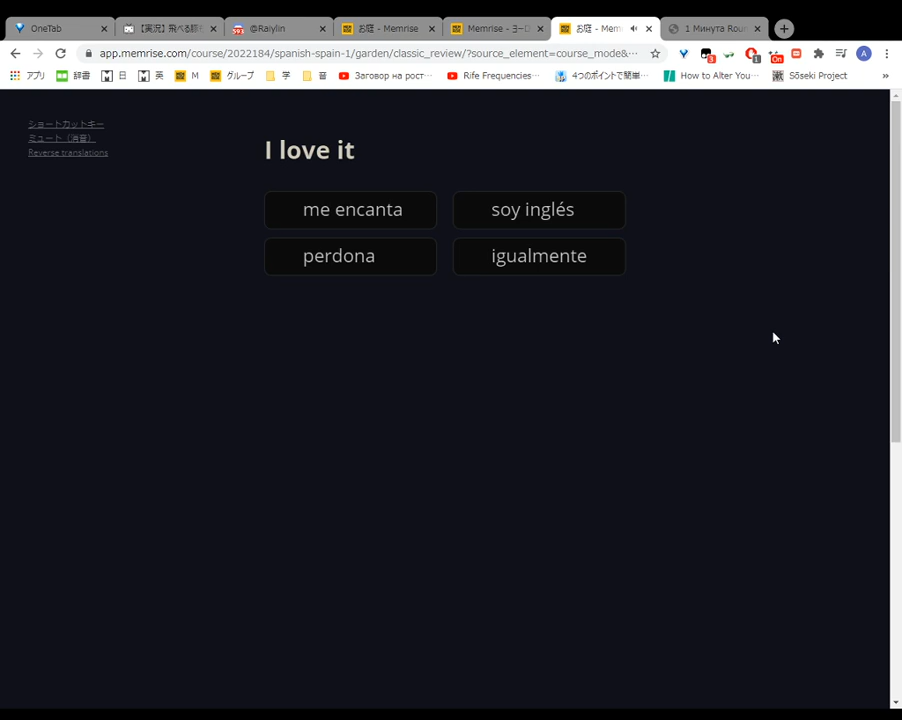 OneTab
@Raiylin
お庭 - Memrise
Memrise - ヨー
お庭 - Mem
1 Минута Roun
app.memrise.com/course/2022184/spanish-spain-1/garden/classic_review/?source_element=course_mode&…
アプリ 辞書 日 英 M グループ 学 音 Заговор на рост… Rife Frequencies… 4つのポイントで簡単… How to Alter You… Sōseki Project »
ショートカットキー
ミュート（消音）
Reverse translations
I love it
me encanta
soy inglés
perdona
igualmente